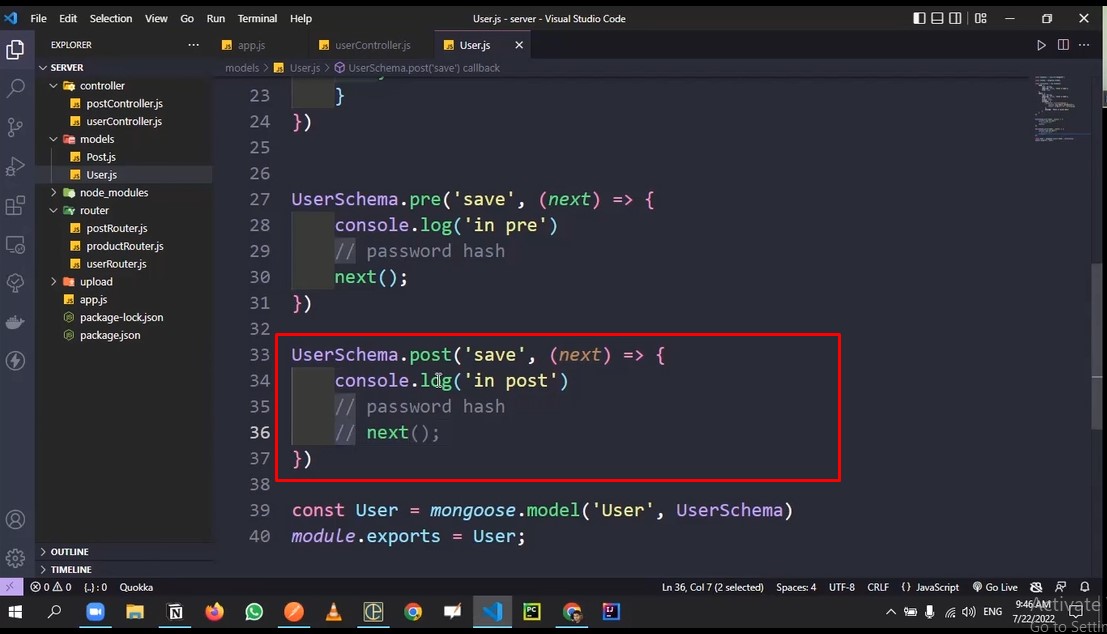 File Edit Selection View Go Run Terminal Help
User.js - server - Visual Studio Code
EXPLORER
SERVER
controller
postController.js
userController.js
models
Post.js
User.js
node_modules
router
postRouter.js
productRouter.js
userRouter.js
upload
app.js
package-lock.json
package.json
OUTLINE
TIMELINE
app.js userController.js User.js
models > User.js > UserSchema.post('save') callback
23 }
24 })
25
26
27 UserSchema.pre('save', (next) => {
28 console.log('in pre')
29 // password hash
30 next();
31 })
32
33 UserSchema.post('save', (next) => {
34 console.log('in post')
35 // password hash
36 // next();
37 })
38
39 const User = mongoose.model('User', UserSchema)
40 module.exports = User;
0 0 {..}: 0 Quokka
Ln 36, Col 7 (2 selected) Spaces: 4 UTF-8 CRLF {} JavaScript Go Live
ENG
9:46 AM
7/22/2022
Activate
Go to Settin